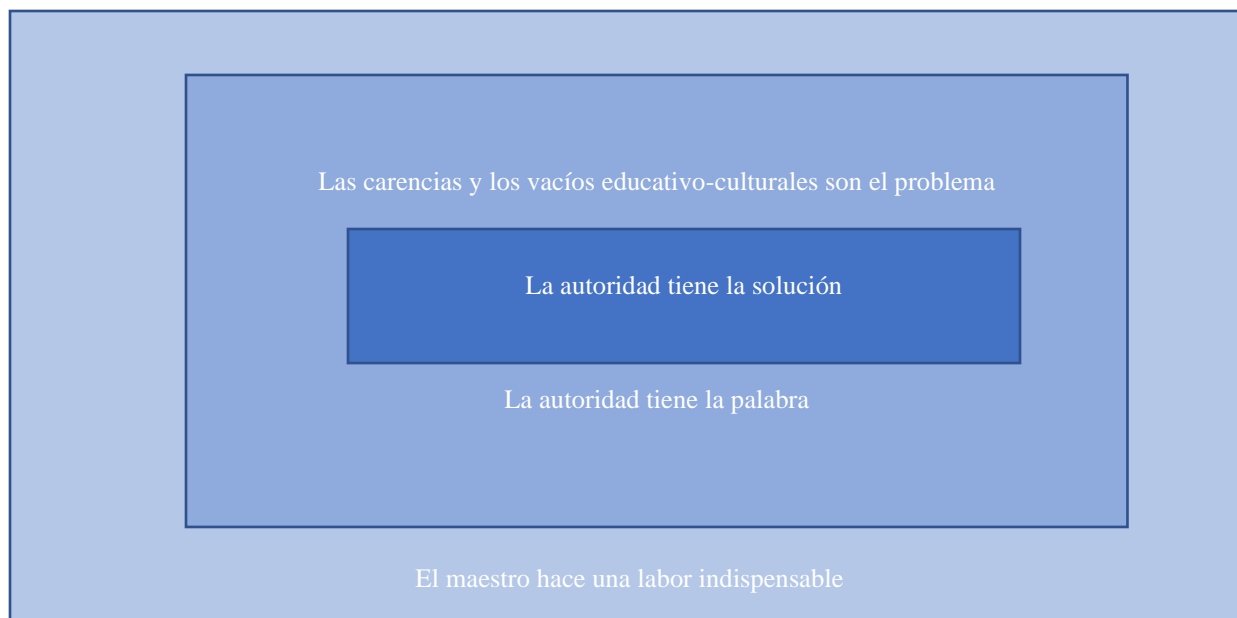 Las carencias y los vacíos educativo-culturales son el problema
La autoridad tiene la solución
La autoridad tiene la palabra
El maestro hace una labor indispensable